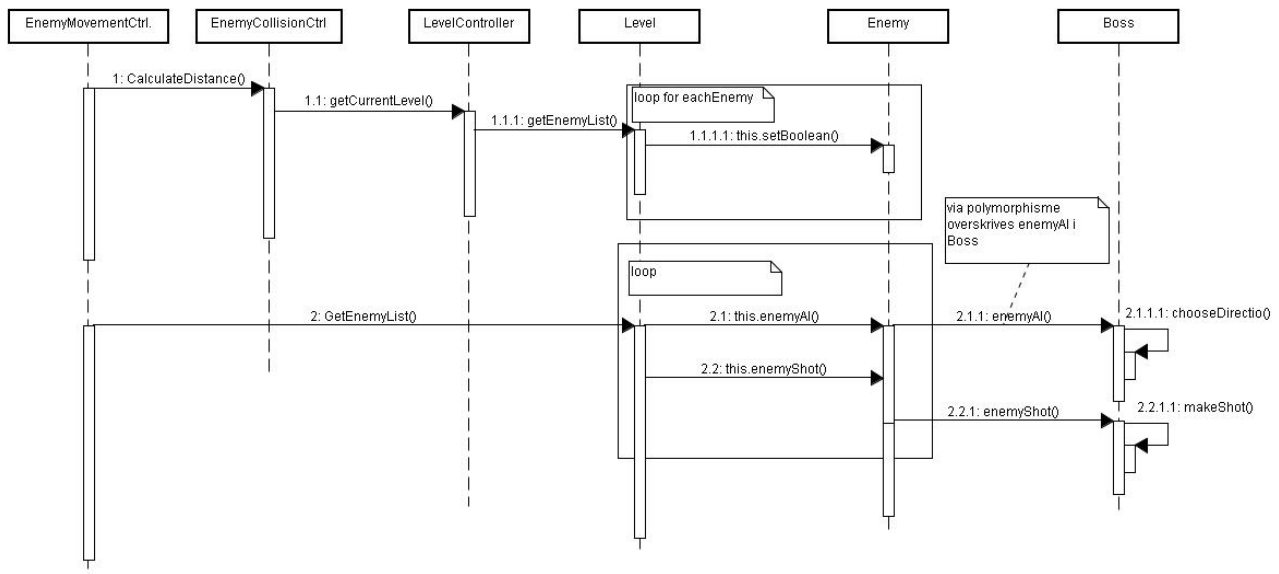 EnemyMovementCtrl.
EnemyCollisionCtrl
LevelController
Level
Enemy
Boss
1: CalculateDistance()
1.1: getCurrentLevel()
1.1.1: getEnemyList()
loop for eachEnemy
1.1.1.1: this.setBoolean()
via polymorphisme
overskrives enemyAI i
Boss
loop
2: GetEnemyList()
2.1: this.enemyAI()
2.1.1: enemyAI()
2.1.1.1: chooseDirectio()
2.2: this.enemyShot()
2.2.1: enemyShot()
2.2.1.1: makeShot()